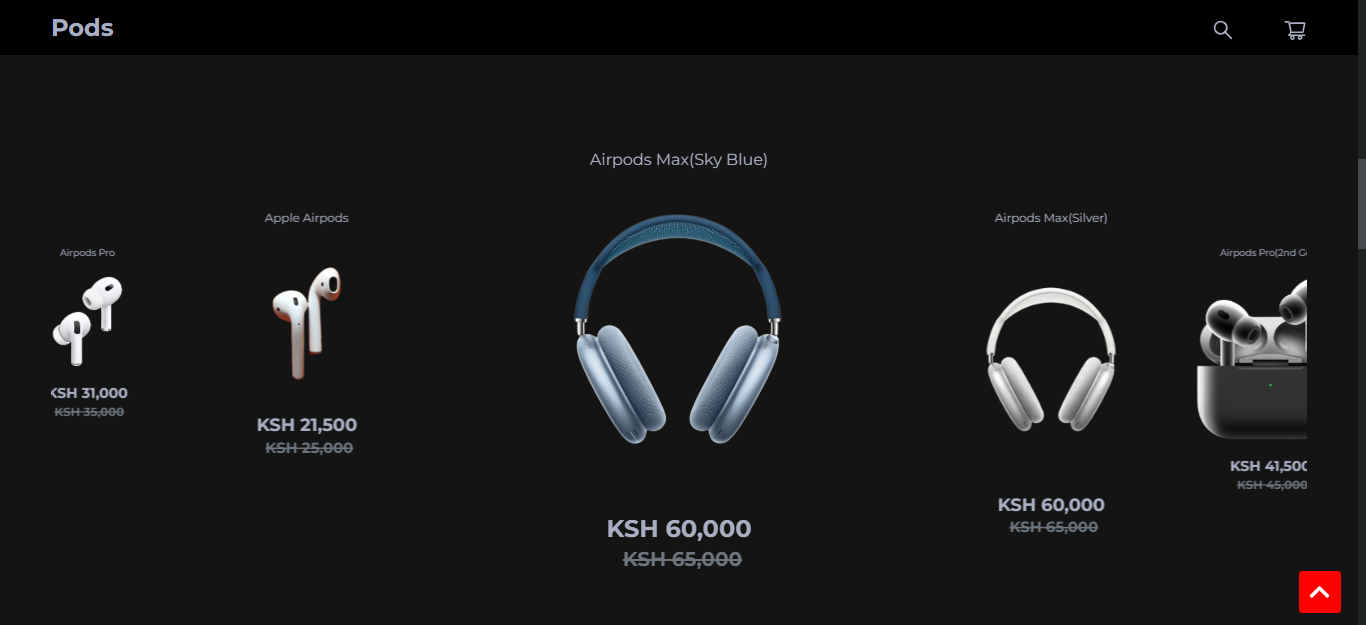 Pods
Airpods Max(Sky Blue)
Apple Airpods
Airpods Max(Silver)
Airpods Pro
Airpods Pro(2nd G
KSH 31,000
KSH 35,000
KSH 21,500
KSH 25,000
KSH 41,500
KSH 45,000
KSH 60,000
KSH 65,000
KSH 60,000
KSH 65,000